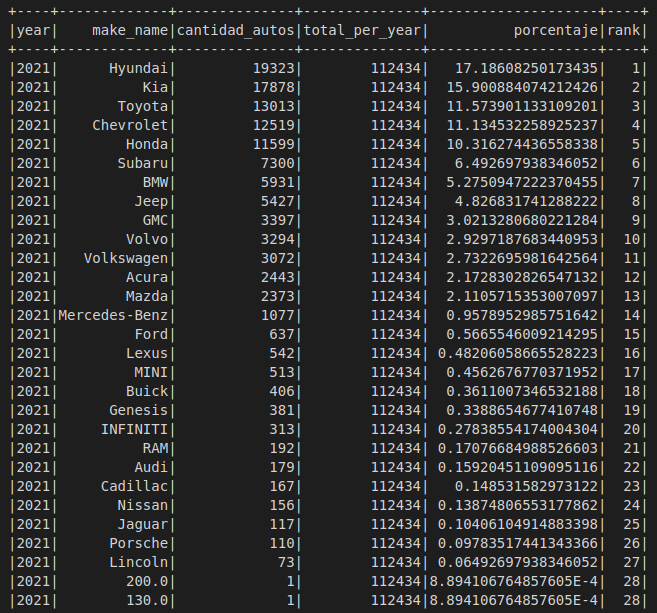 +----+-------------+--------------+--------------+--------------------+----+
|year|    make_name|cantidad_autos|total_per_year|          porcentaje|rank|
+----+-------------+--------------+--------------+--------------------+----+
|2021|      Hyundai|         19323|        112434|   17.18608250173435|   1|
|2021|          Kia|         17878|        112434|  15.900884074212426|   2|
|2021|       Toyota|         13013|        112434|  11.573901133109201|   3|
|2021|    Chevrolet|         12519|        112434|  11.134532258925237|   4|
|2021|        Honda|         11599|        112434|  10.316274436558338|   5|
|2021|       Subaru|          7300|        112434|   6.492697938346052|   6|
|2021|          BMW|          5931|        112434|  5.2750947222370455|   7|
|2021|         Jeep|          5427|        112434|   4.826831741288222|   8|
|2021|          GMC|          3397|        112434|  3.0213280680221284|   9|
|2021|        Volvo|          3294|        112434|  2.9297187683440953|  10|
|2021|   Volkswagen|          3072|        112434|  2.7322695981642564|  11|
|2021|        Acura|          2443|        112434|  2.1728302826547132|  12|
|2021|        Mazda|          2373|        112434|  2.1105715353007097|  13|
|2021|Mercedes-Benz|          1077|        112434|  0.9578952985751642|  14|
|2021|         Ford|           637|        112434|  0.5665546009214295|  15|
|2021|        Lexus|           542|        112434| 0.48206058665528223|  16|
|2021|         MINI|           513|        112434|  0.4562676770371952|  17|
|2021|        Buick|           406|        112434|  0.3611007346532188|  18|
|2021|      Genesis|           381|        112434|  0.3388654677410748|  19|
|2021|     INFINITI|           313|        112434| 0.27838554174004304|  20|
|2021|          RAM|           192|        112434| 0.17076684988526603|  21|
|2021|         Audi|           179|        112434| 0.15920451109095116|  22|
|2021|     Cadillac|           167|        112434|   0.148531582973122|  23|
|2021|       Nissan|           156|        112434| 0.13874806553177862|  24|
|2021|       Jaguar|           117|        112434| 0.10406104914883398|  25|
|2021|      Porsche|           110|        112434| 0.09783517441343366|  26|
|2021|      Lincoln|            73|        112434| 0.06492697938346052|  27|
|2021|        200.0|             1|        112434|8.894106764857605E-4|  28|
|2021|        130.0|             1|        112434|8.894106764857605E-4|  28|